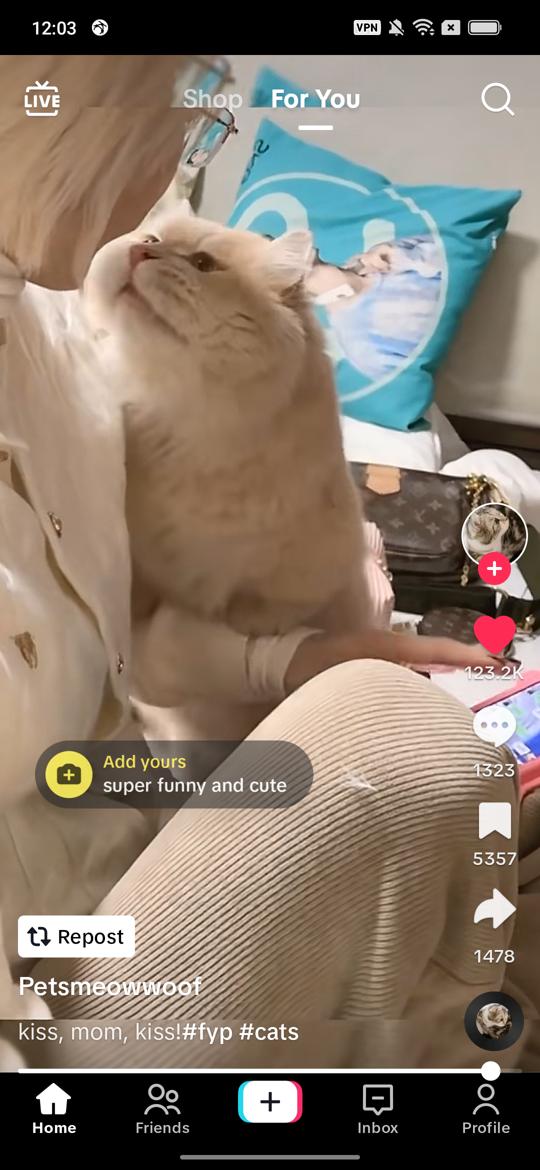 12:03
VPN
LIVE
Shop
For You
123.2K
1323
Add yours
super funny and cute
5357
Repost
1478
Petsmeowwoof
kiss, mom, kiss!#fyp #cats
Home
Friends
Inbox
Profile